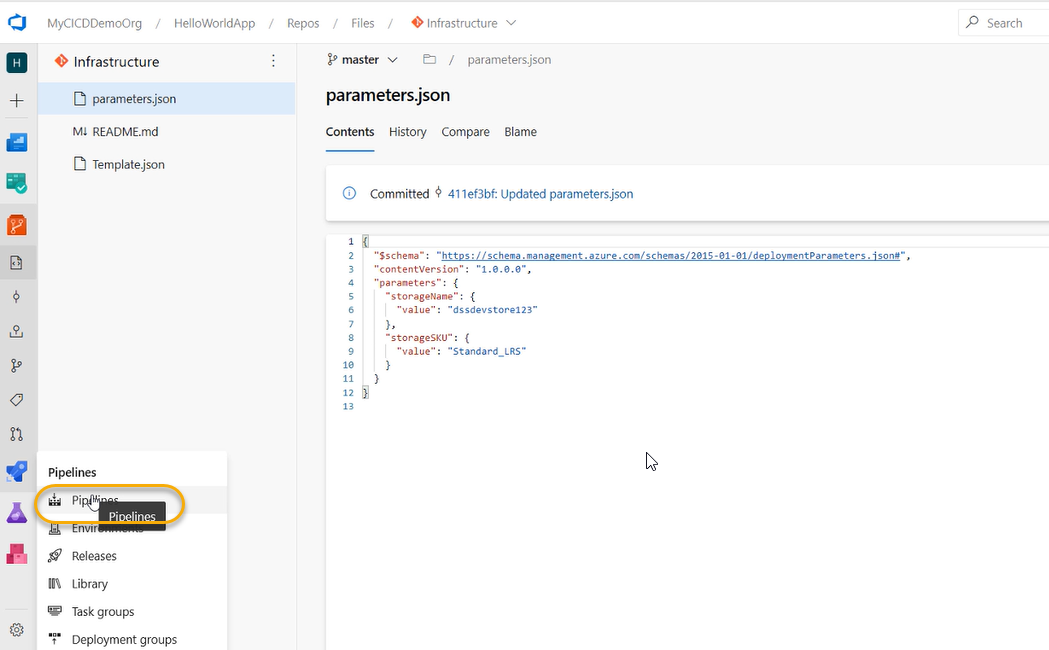 MyCICDDemoOrg / HelloWorldApp / Repos / Files / Infrastructure
Search
H
Infrastructure
parameters.json
README.md
Template.json
master / parameters.json
parameters.json
Contents History Compare Blame
Committed 411ef3bf: Updated parameters.json
1 {
2 "$schema": "https://schema.management.azure.com/schemas/2015-01-01/deploymentParameters.json#",
3 "contentVersion": "1.0.0.0",
4 "parameters": {
5 "storageName": {
6 "value": "dssdevstore123"
7 },
8 "storageSKU": {
9 "value": "Standard_LRS"
10 }
11 }
12 }
13
Pipelines
Pipelines
Pipelines
Environments
Releases
Library
Task groups
Deployment groups